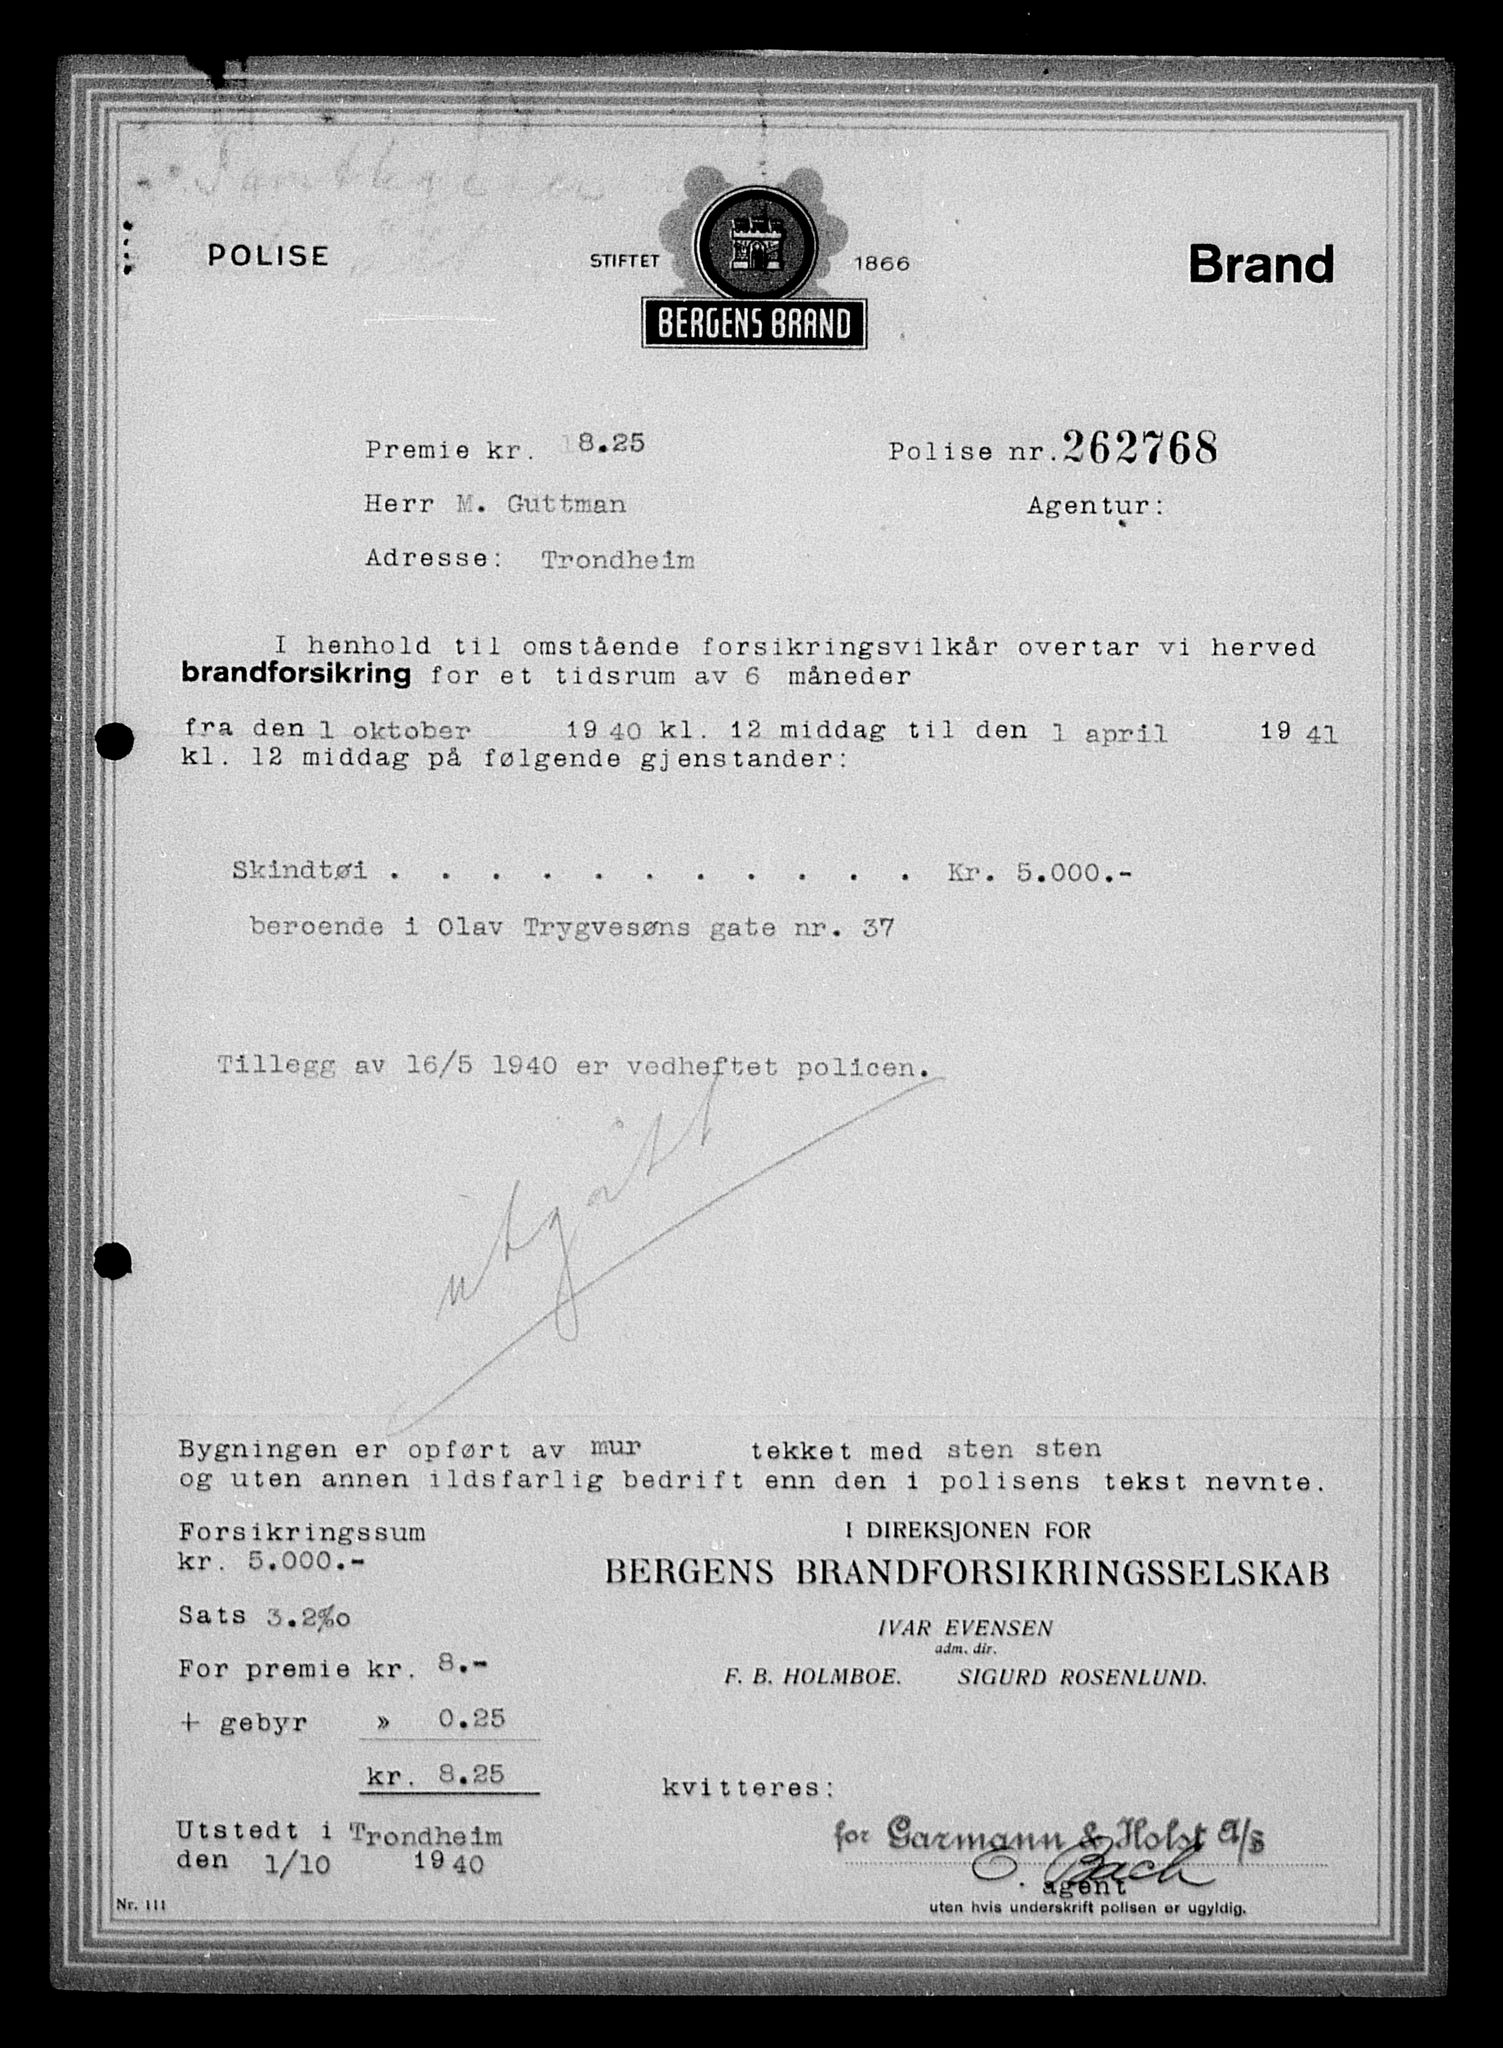 POLISE
STIFTET 1866
Brand
BERGENS BRAND
Premie kr. 8.25
Polise nr. 262768
Herr M. Guttman
Agentur:
Adresse: Trondheim
I henhold til omstående forsikringsvilkår overtar vi herved
brandforsikring for et tidsrum av 6 måneder
fra den 1 oktober 1940 kl. 12 middag til den 1 april 1941
kl. 12 middag på følgende gjenstander:
Skindtøi . . . . . . . . . . . Kr. 5.000.-
beroende i Olav Trygvesøns gate nr. 37
Tillegg av 16/5 1940 er vedheftet policen.
utgått
Bygningen er opført av mur tekket med sten sten
og uten annen ildsfarlig bedrift enn den i polisens tekst nevnte.
Forsikringssum
kr. 5.000.-
Sats 3.2%o
For premie kr. 8.-
+ gebyr » 0.25
kr. 8.25
Utstedt i Trondheim
den 1/10 1940
Nr. 111
I DIREKSJONEN FOR
BERGENS BRANDFORSIKRINGSSELSKAB
IVAR EVENSEN
adm. dir.
F. B. HOLMBOE. SIGURD ROSENLUND.
kvitteres:
for Garmann & Holst A/S
Bach
agent
uten hvis underskrift polisen er ugyldig.